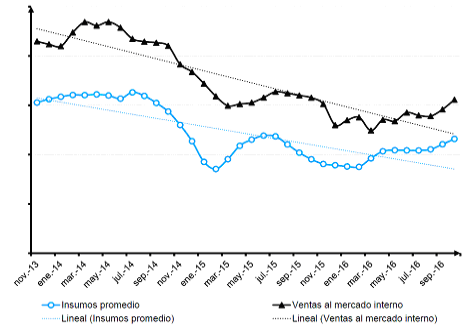 nov.-13
ene.-14
mar.-14
may.-14
jul.-14
sep.-14
nov.-14
ene.-15
mar.-15
may.-15
jul.-15
sep.-15
nov.-15
ene.-16
mar.-16
may.-16
jul.-16
sep.-16
Insumos promedio
Ventas al mercado interno
Lineal (Insumos promedio)
Lineal (Ventas al mercado interno)